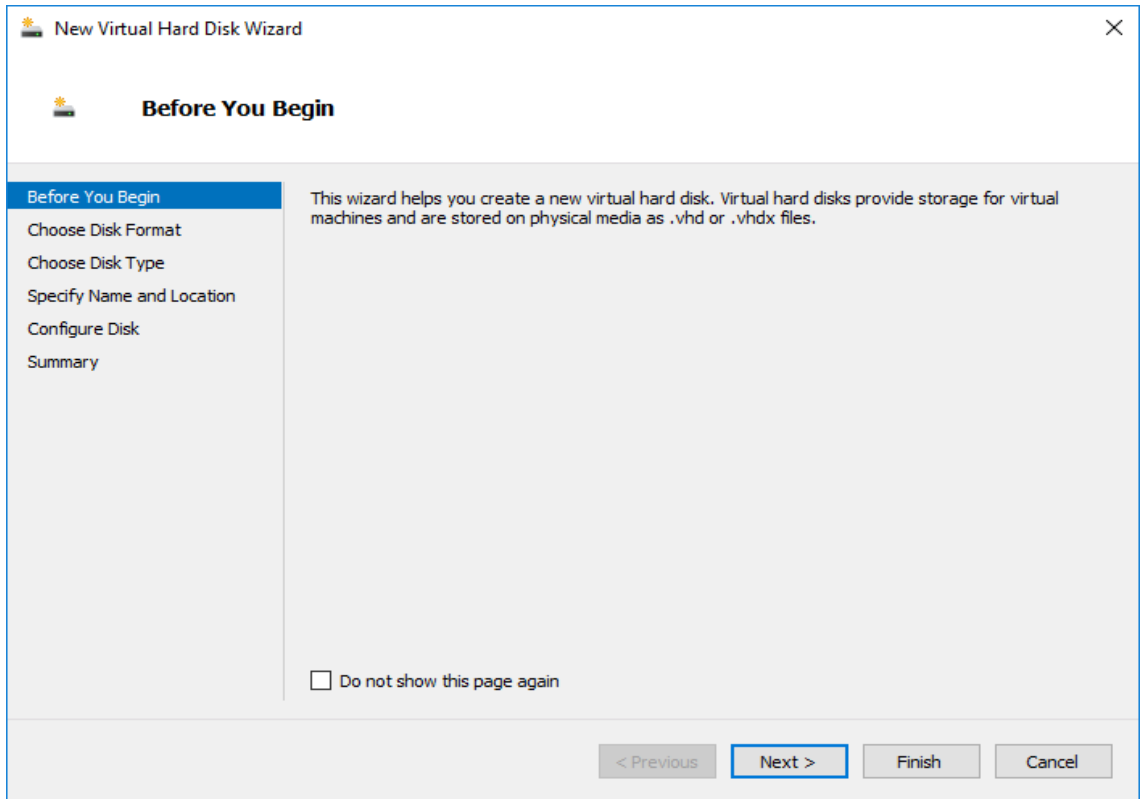 New Virtual Hard Disk Wizard
Before You Begin
Before You Begin
Choose Disk Format
Choose Disk Type
Specify Name and Location
Configure Disk
Summary
This wizard helps you create a new virtual hard disk. Virtual hard disks provide storage for virtual
machines and are stored on physical media as .vhd or .vhdx files.
Do not show this page again
< Previous
Next >
Finish
Cancel